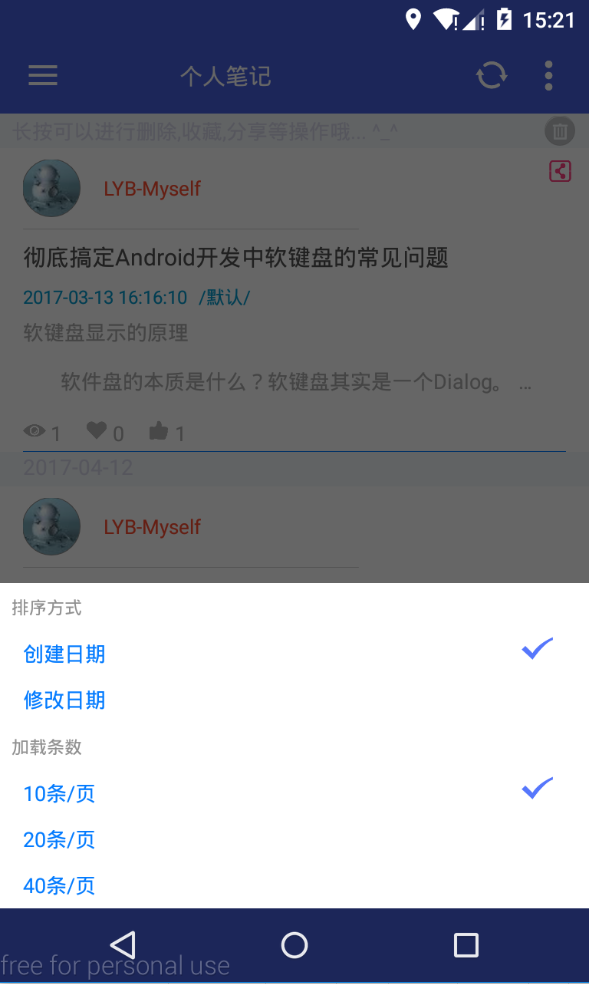 15:21
个人笔记
长按可以进行删除,收藏,分享等操作哦... ^_^
LYB-Myself
彻底搞定Android开发中软键盘的常见问题
2017-03-13 16:16:10 /默认/
软键盘显示的原理
软件盘的本质是什么？软键盘其实是一个Dialog。 ...
1 0 1
2017-04-12
LYB-Myself
排序方式
创建日期
修改日期
加载条数
10条/页
20条/页
40条/页
free for personal use